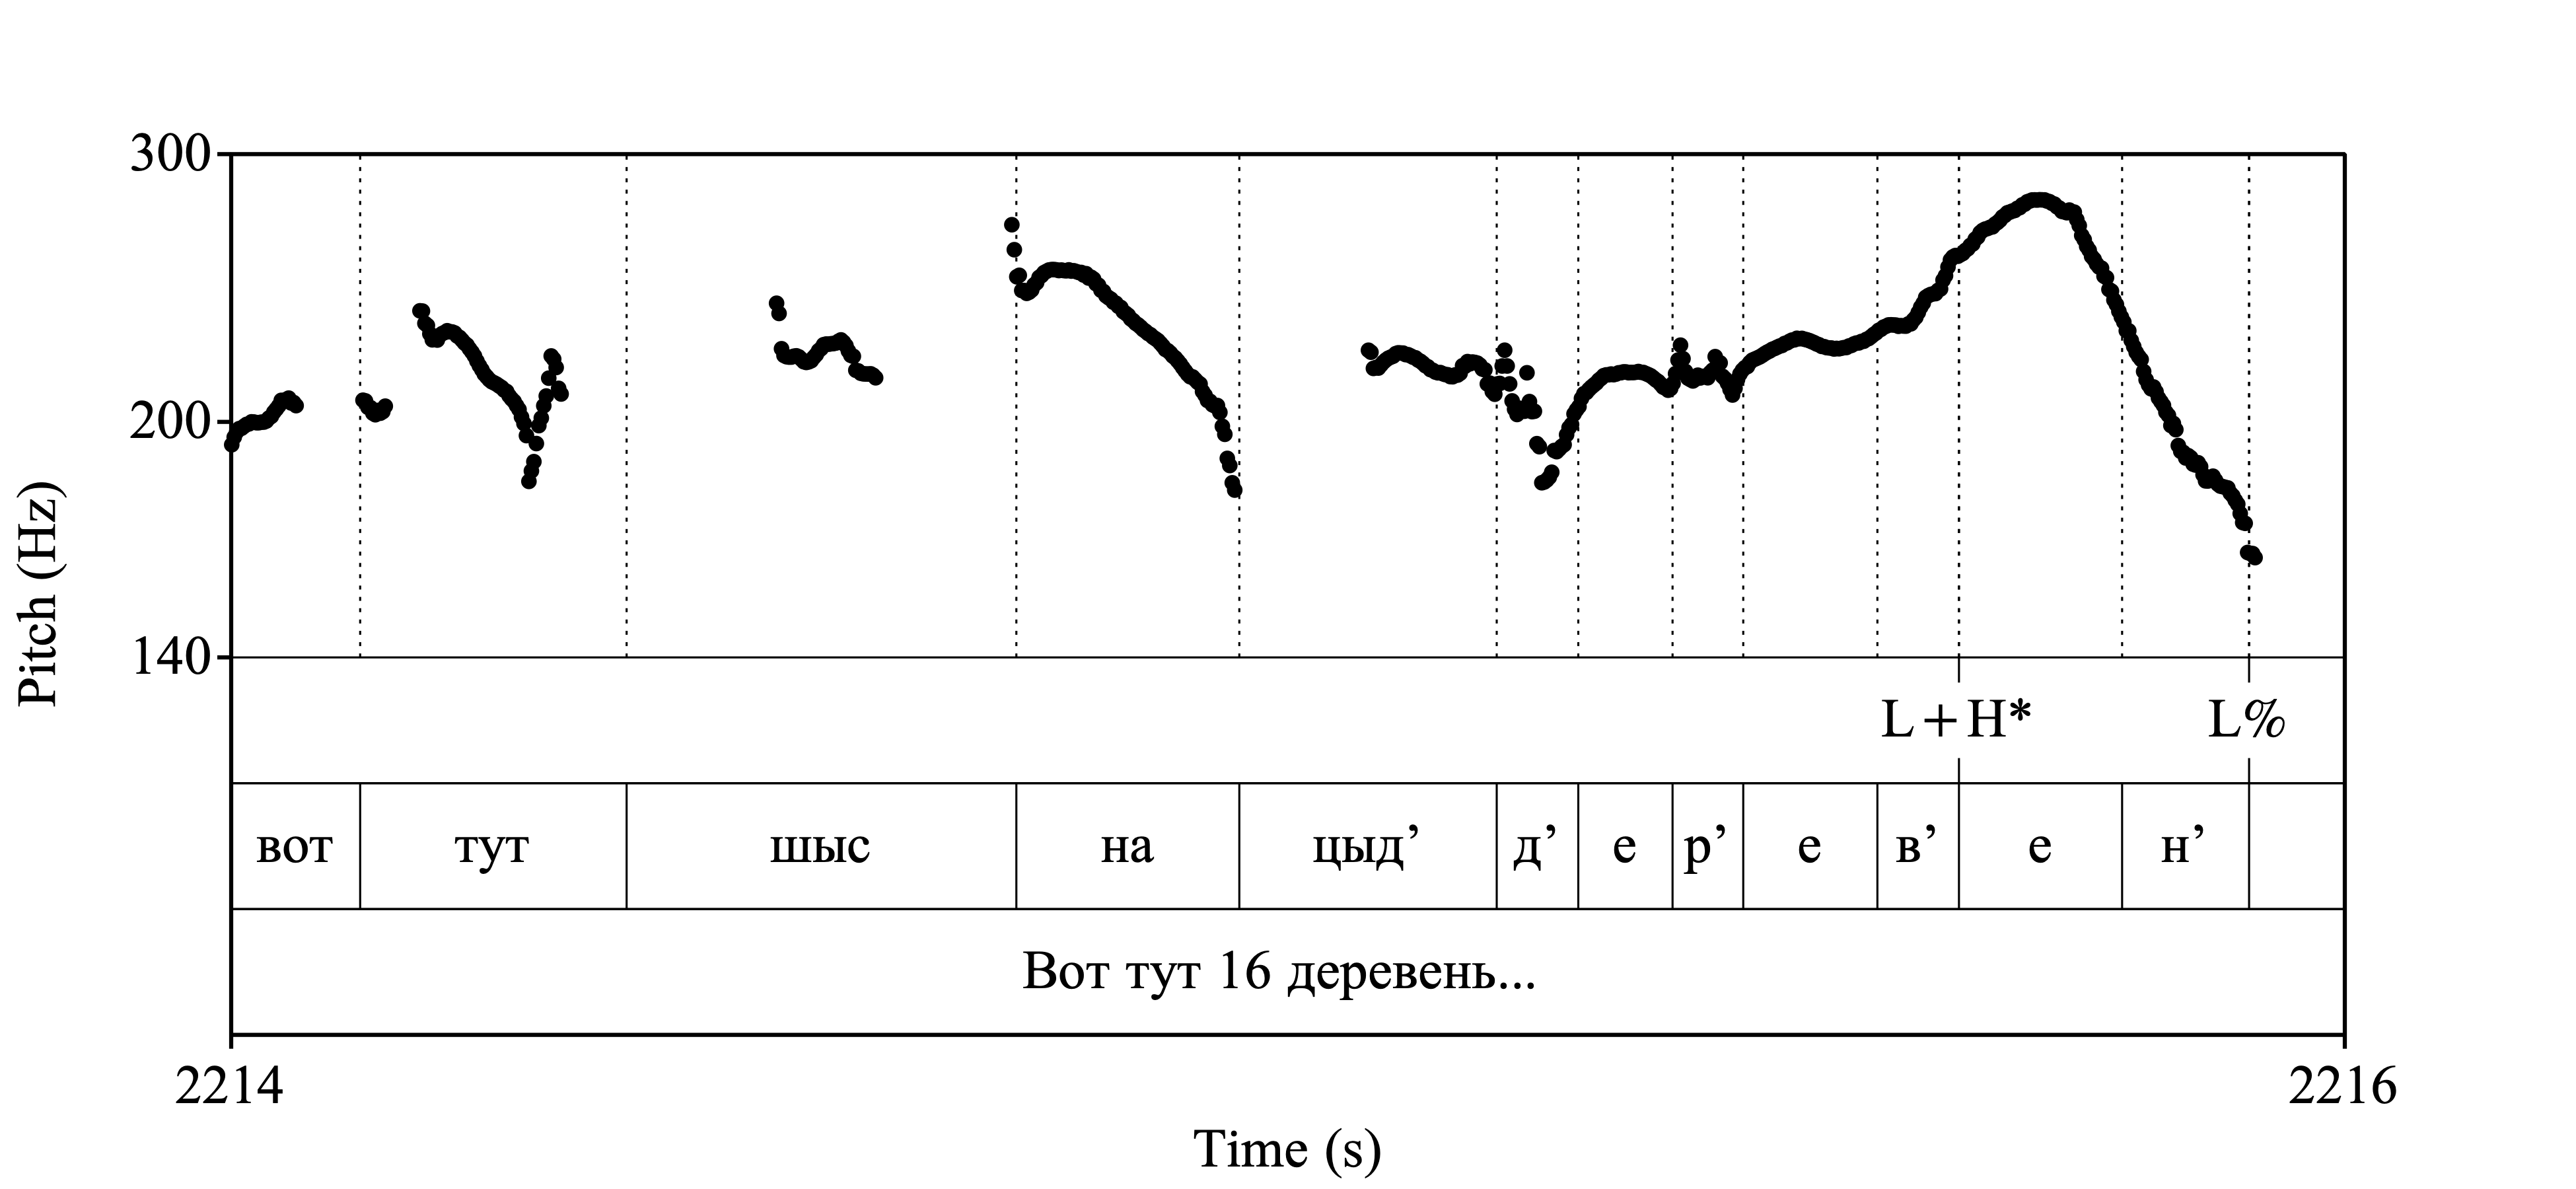 300
200
140
Pitch (Hz)
L+H* L%
вот тут шыс на цыд’ д’ е р’ е в’ е н’
Вот тут 16 деревень...
2214 2216
Time (s)